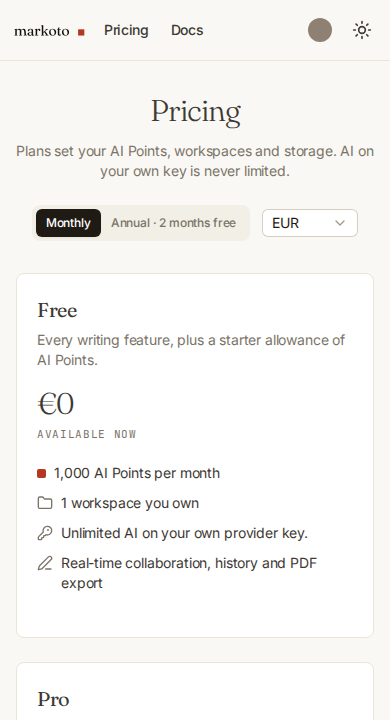 markoto
Pricing
Docs
Pricing
Plans set your AI Points, workspaces and storage. AI on
your own key is never limited.
Monthly
Annual · 2 months free
EUR
Free
Every writing feature, plus a starter allowance of
AI Points.
€0
AVAILABLE NOW
1,000 AI Points per month
1 workspace you own
Unlimited AI on your own provider key.
Real-time collaboration, history and PDF
export
Pro